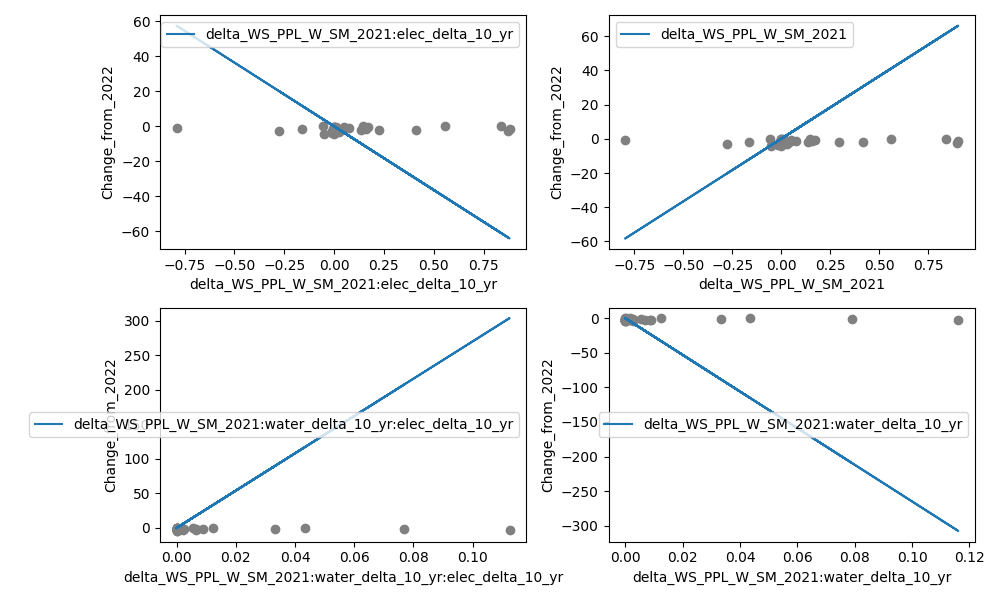 60
40
20
0
−20
−40
−60
Change_from_2022
delta_WS_PPL_W_SM_2021:elec_delta_10_yr
−0.75 −0.50 −0.25 0.00 0.25 0.50 0.75
delta_WS_PPL_W_SM_2021:elec_delta_10_yr
60
40
20
0
−20
−40
−60
Change_from_2022
delta_WS_PPL_W_SM_2021
−0.75 −0.50 −0.25 0.00 0.25 0.50 0.75
delta_WS_PPL_W_SM_2021
300
250
200
100
50
0
Change_from_2022
delta_WS_PPL_W_SM_2021:water_delta_10_yr:elec_delta_10_yr
0.00 0.02 0.04 0.06 0.08 0.10
delta_WS_PPL_W_SM_2021:water_delta_10_yr:elec_delta_10_yr
0
−50
−100
−150
−200
−250
−300
Change_from_2022
delta_WS_PPL_W_SM_2021:water_delta_10_yr
0.00 0.02 0.04 0.06 0.08 0.10 0.12
delta_WS_PPL_W_SM_2021:water_delta_10_yr